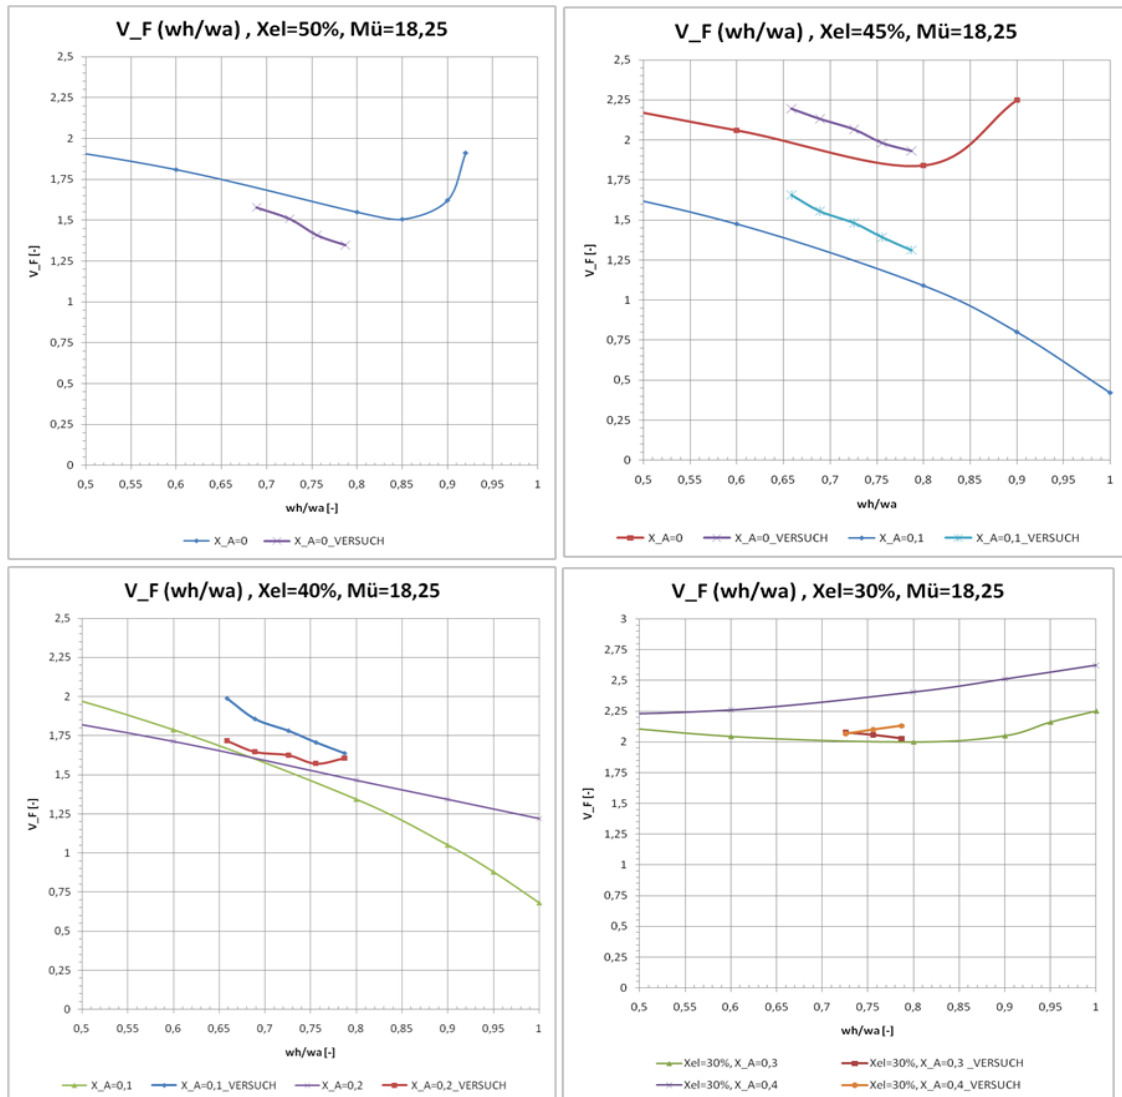 V_F (wh/wa) , Xel=50%, Mü=18,25
2,5
2,25
2
1,75
1,5
1,25
1
0,75
0,5
0,25
0
V_F [-]
0,5 0,55 0,6 0,65 0,7 0,75 0,8 0,85 0,9 0,95 1
wh/wa [-]
X_A=0 X_A=0_VERSUCH
V_F (wh/wa) , Xel=45%, Mü=18,25
2,5
2,25
2
1,75
1,5
1,25
1
0,75
0,5
0,25
0
V_F [-]
0,5 0,55 0,6 0,65 0,7 0,75 0,8 0,85 0,9 0,95 1
wh/wa
X_A=0 X_A=0_VERSUCH X_A=0,1 X_A=0,1_VERSUCH
V_F (wh/wa) , Xel=40%, Mü=18,25
2,5
2,25
2
1,75
1,5
1,25
1
0,75
0,5
0,25
0
V_F [-]
0,5 0,55 0,6 0,65 0,7 0,75 0,8 0,85 0,9 0,95 1
wh/wa [-]
X_A=0,1 X_A=0,1_VERSUCH X_A=0,2 X_A=0,2_VERSUCH
V_F (wh/wa) , Xel=30%, Mü=18,25
3
2,75
2,5
2,25
2
1,75
1,5
1,25
1
0,75
0,5
0,25
0
V_F [-]
0,5 0,55 0,6 0,65 0,7 0,75 0,8 0,85 0,9 0,95 1
wh/wa [-]
Xel=30%, X_A=0,3 Xel=30%, X_A=0,3 _VERSUCH
Xel=30%, X_A=0,4 Xel=30%, X_A=0,4_VERSUCH